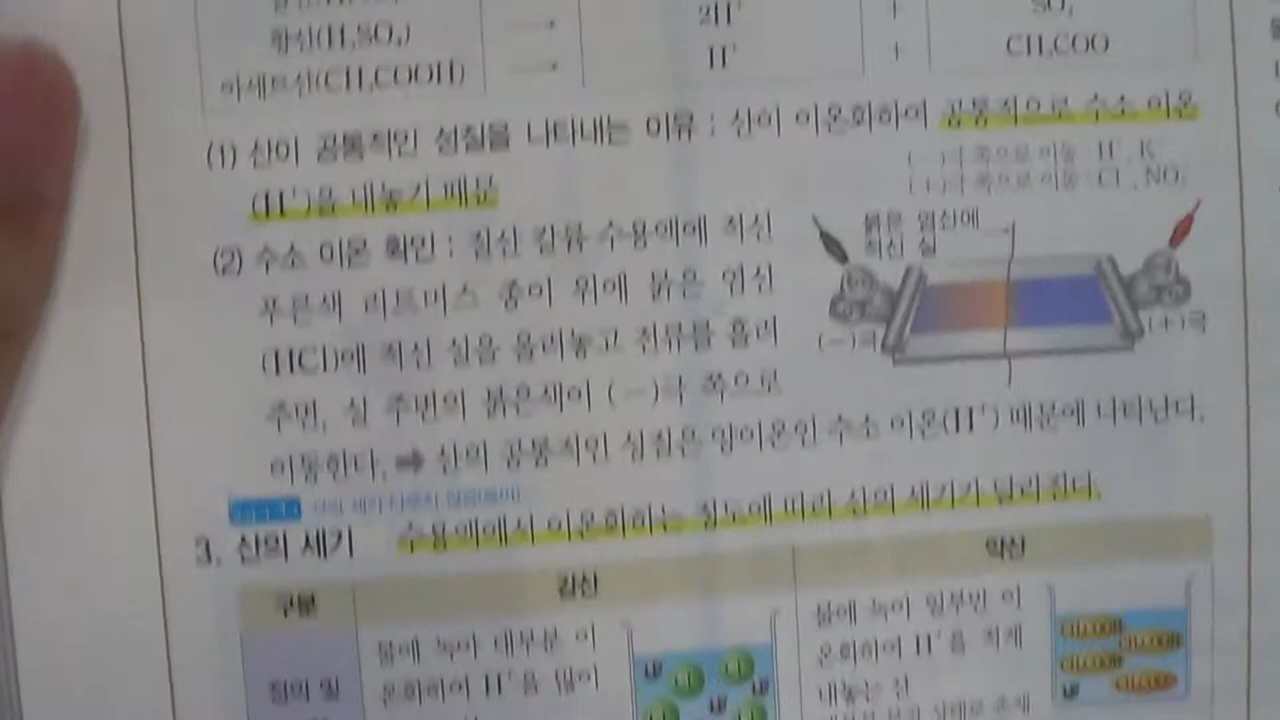 황산(H₂SO₄) → 2H⁺ + SO₄
아세트산(CH₃COOH) → H⁺ + CH₃COO
(1) 산이 공통적인 성질을 나타내는 이유 : 산이 이온화하여 공통적으로 수소 이온
(H⁺)을 내놓기 때문
(−)극 쪽으로 이동 : H⁺, K
(+)극 쪽으로 이동 : Cl⁻, NO₃
(2) 수소 이온 확인 : 질산 칼륨 수용액에 적신
푸른색 리트머스 종이 위에 묽은 염산
(HCl)에 적신 실을 올려놓고 전류를 흘려
주면, 실 주변의 붉은색이 (−)극 쪽으로
이동한다. ➡ 산의 공통적인 성질은 양이온인 수소 이온(H⁺) 때문에 나타난다.
묽은 염산에
적신 실
(−)극
(+)극
3. 산의 세기 수용액에서 이온화하는 정도에 따라 산의 세기가 달라진다.
구분 강산 약산
정의 및
물에 녹아 대부분 이
온화하여 H⁺을 많이
물에 녹아 일부만 이
온화하여 H⁺을 적게
내놓는 산
CH₃COOH
CH₃COOH
CH₃COOH